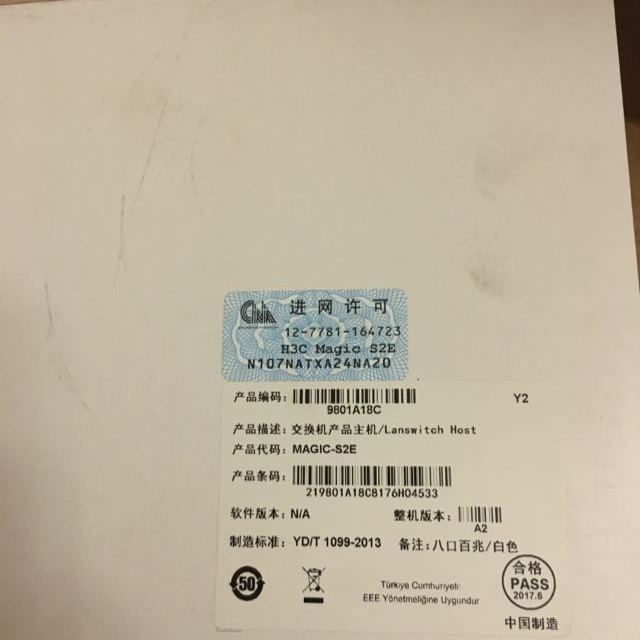 CNA 进网许可
12-7781-164723
H3C Magic S2E
N107NATXA24NA20
产品编码: Y2
9801A18C
产品描述: 交换机产品主机/Lanswitch Host
产品代码: MAGIC-S2E
产品条码:
219801A18C8176H04533
软件版本: N/A 整机版本:
A2
制造标准: YD/T 1099-2013 备注: 八口百兆/白色
50
Türkiye Cumhuriyeti:
EEE Yönetmeliğine Uygundur
合格
PASS
2017.6
中国制造